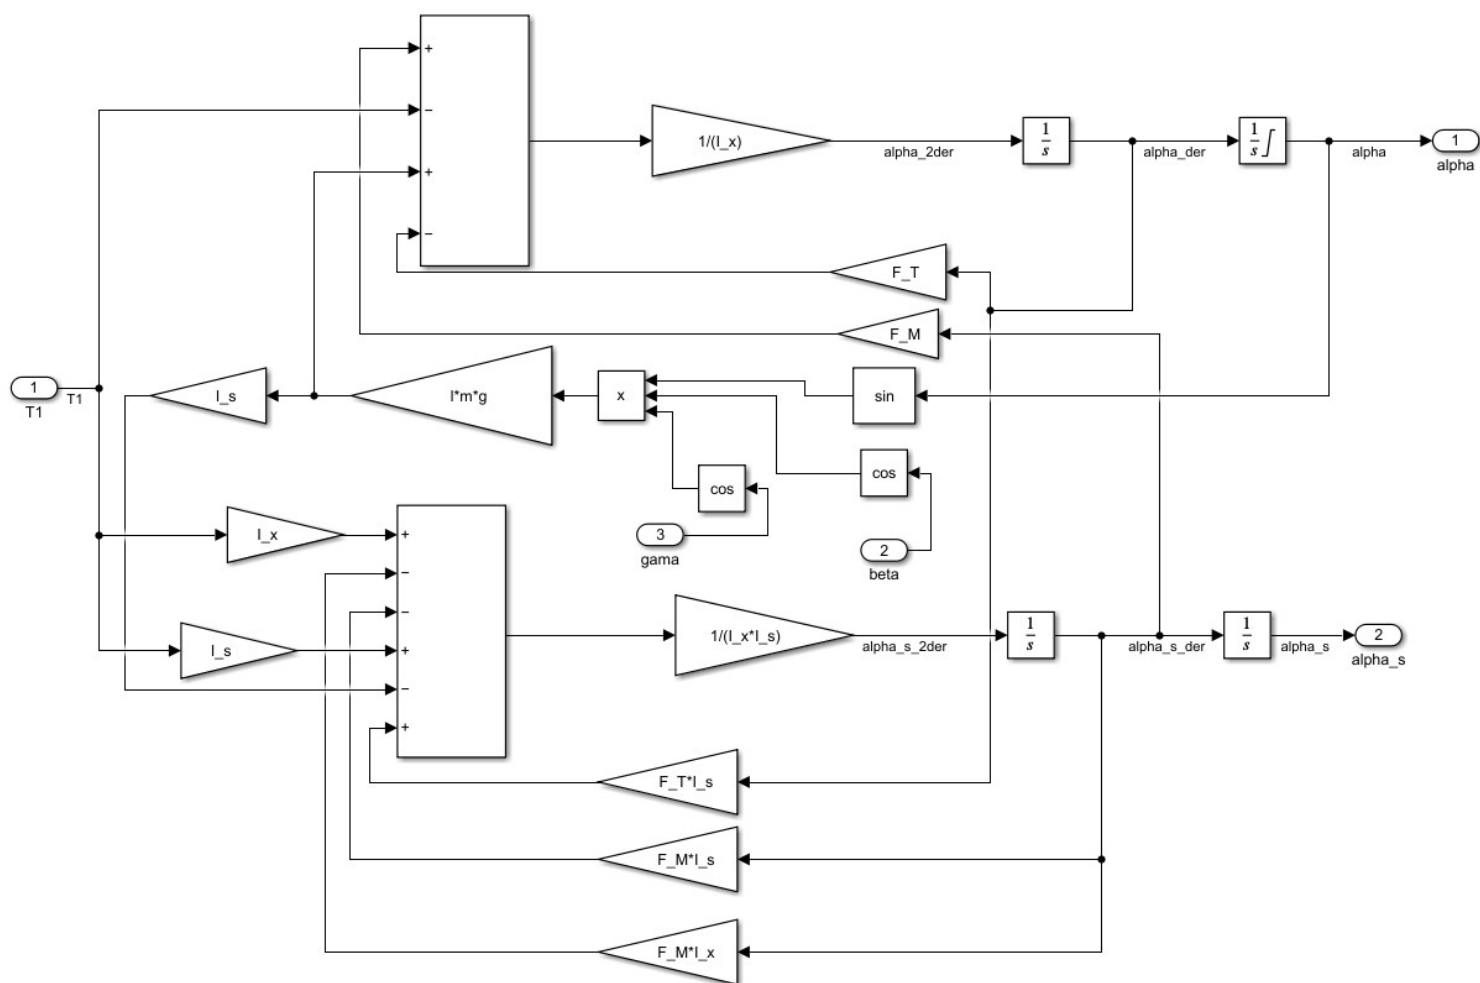 +
−
1/(I_x)
1
s
1
s
1
+
alpha_2der
alpha_der
alpha
alpha
−
F_T
F_M
1
T1
T1
I_s
l*m*g
x
sin
cos
cos
I_x
+
3
gama
2
beta
−
−
1/(I_x*I_s)
1
s
1
s
2
I_s
+
alpha_s_2der
alpha_s_der
alpha_s
alpha_s
−
+
F_T*I_s
F_M*I_s
F_M*I_x